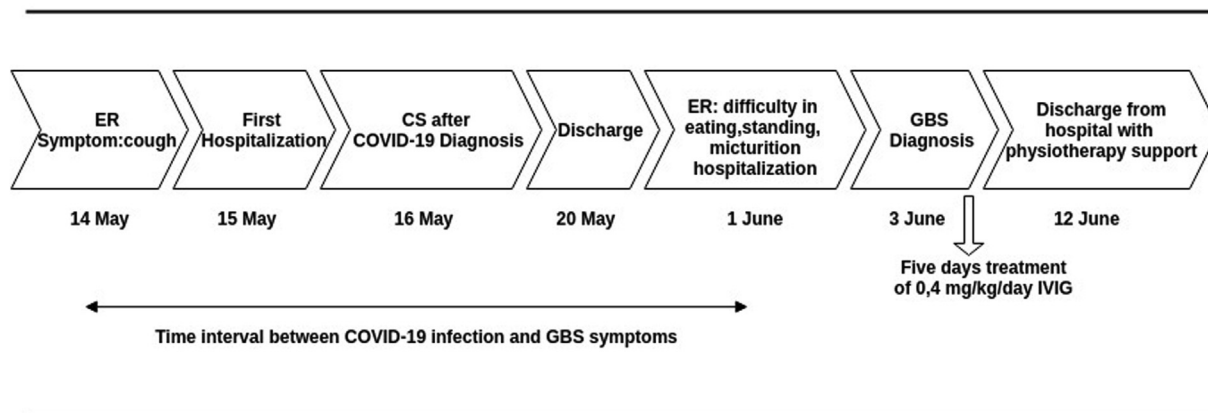 ER
Symptom:cough
First
Hospitalization
CS after
COVID-19 Diagnosis
Discharge
ER: difficulty in
eating,standing,
micturition
hospitalization
GBS
Diagnosis
Discharge from
hospital with
physiotherapy support
14 May
15 May
16 May
20 May
1 June
3 June
12 June
Five days treatment
of 0,4 mg/kg/day IVIG
Time interval between COVID-19 infection and GBS symptoms